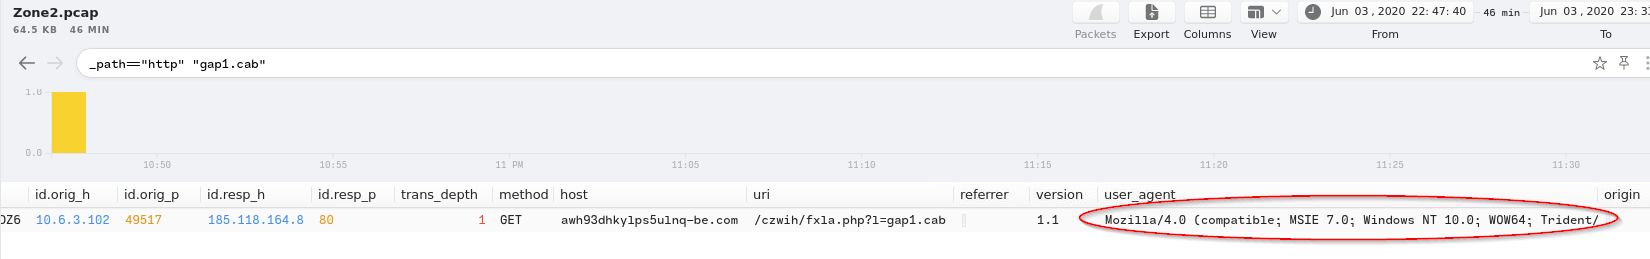 Zone2.pcap
64.5 KB 46 MIN
Packets Export Columns View
Jun 03, 2020 22:47:40 46 min Jun 03, 2020 23:
From To
_path=="http" "gap1.cab"
1.0
0.0
10:50 10:55 11 PM 11:05 11:10 11:15 11:20 11:25 11:30
id.orig_h id.orig_p id.resp_h id.resp_p trans_depth method host uri referrer version user_agent origin
OZ6 10.6.3.102 49517 185.118.164.8 80 1 GET awh93dhkylps5ulnq-be.com /czwih/fxla.php?l=gap1.cab 1.1 Mozilla/4.0 (compatible; MSIE 7.0; Windows NT 10.0; WOW64; Trident/